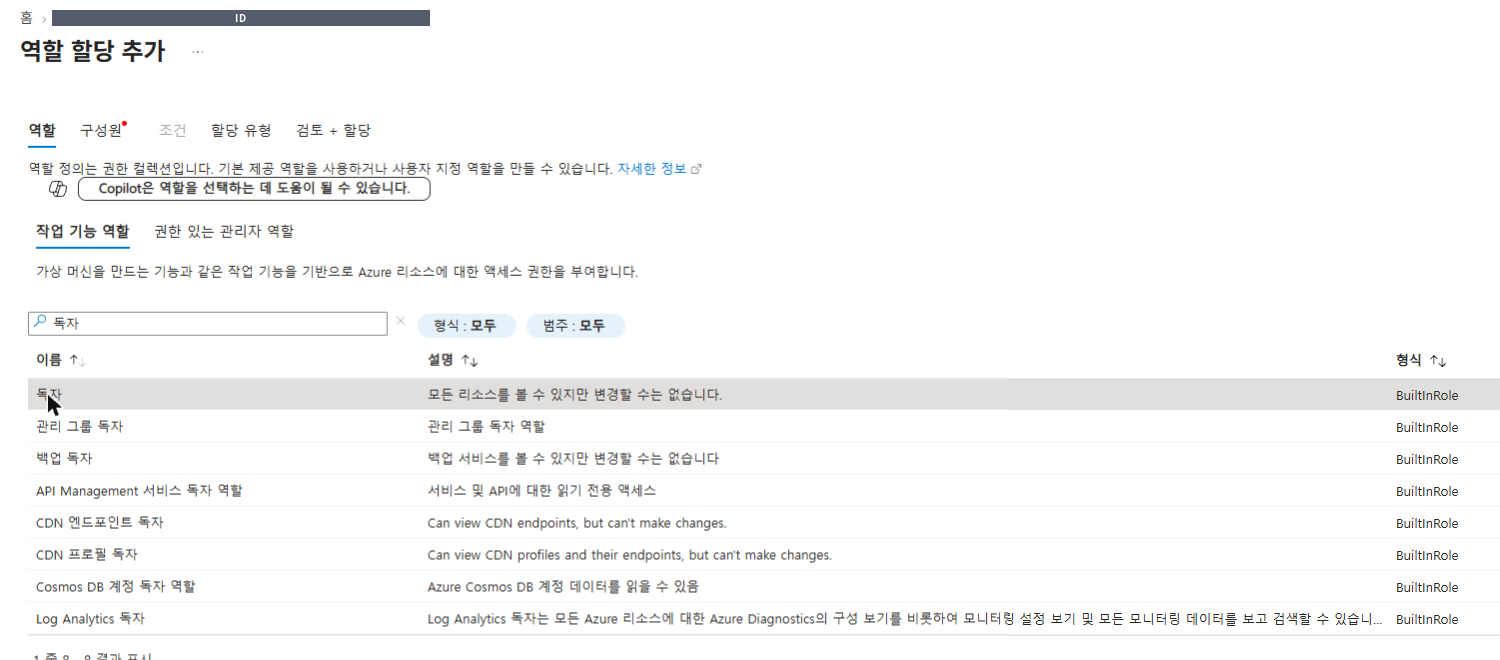 홈 >
ID
역할 할당 추가 ...
역할 구성원 조건 할당 유형 검토 + 할당
역할 정의는 권한 컬렉션입니다. 기본 제공 역할을 사용하거나 사용자 지정 역할을 만들 수 있습니다. 자세한 정보
Copilot은 역할을 선택하는 데 도움이 될 수 있습니다.
작업 기능 역할 권한 있는 관리자 역할
가상 머신을 만드는 기능과 같은 작업 기능을 기반으로 Azure 리소스에 대한 액세스 권한을 부여합니다.
독자 × 형식 : 모두 범주 : 모두
이름 ↑↓ 설명 ↑↓ 형식 ↑↓
독자 모든 리소스를 볼 수 있지만 변경할 수는 없습니다. BuiltInRole
관리 그룹 독자 관리 그룹 독자 역할 BuiltInRole
백업 독자 백업 서비스를 볼 수 있지만 변경할 수는 없습니다 BuiltInRole
API Management 서비스 독자 역할 서비스 및 API에 대한 읽기 전용 액세스 BuiltInRole
CDN 엔드포인트 독자 Can view CDN endpoints, but can't make changes. BuiltInRole
CDN 프로필 독자 Can view CDN profiles and their endpoints, but can't make changes. BuiltInRole
Cosmos DB 계정 독자 역할 Azure Cosmos DB 계정 데이터를 읽을 수 있음 BuiltInRole
Log Analytics 독자 Log Analytics 독자는 모든 Azure 리소스에 대한 Azure Diagnostics의 구성 보기를 비롯하여 모니터링 설정 보기 및 모든 모니터링 데이터를 보고 검색할 수 있습니... BuiltInRole
1 중 8 - 8 결과 표시